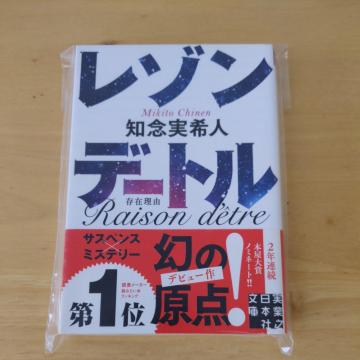 レゾン
Mikito Chinen
知念実希人
デートル
存在理由
Raison d'être
2年連続
本屋大賞
ノミネート!!
サスペンス
×
ミステリー
第1位
幻の
デビュー作
原点!
実業之
日本社
文庫